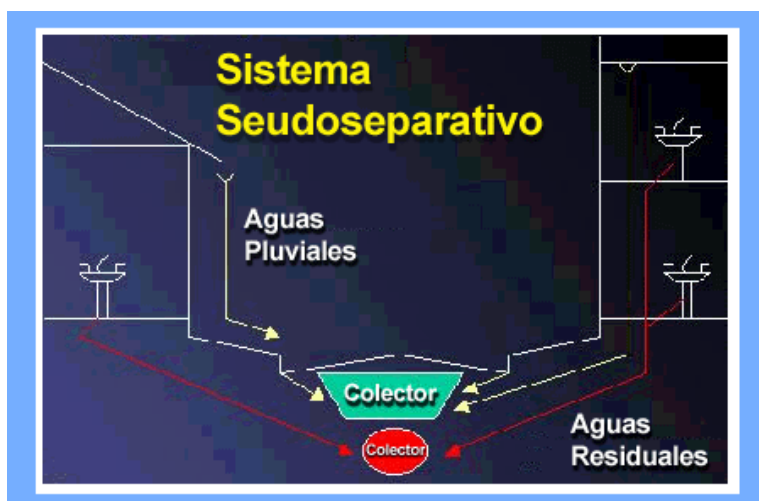 Sistema
Seudoseparativo
Aguas
Pluviales
Colector
Colector
Aguas
Residuales